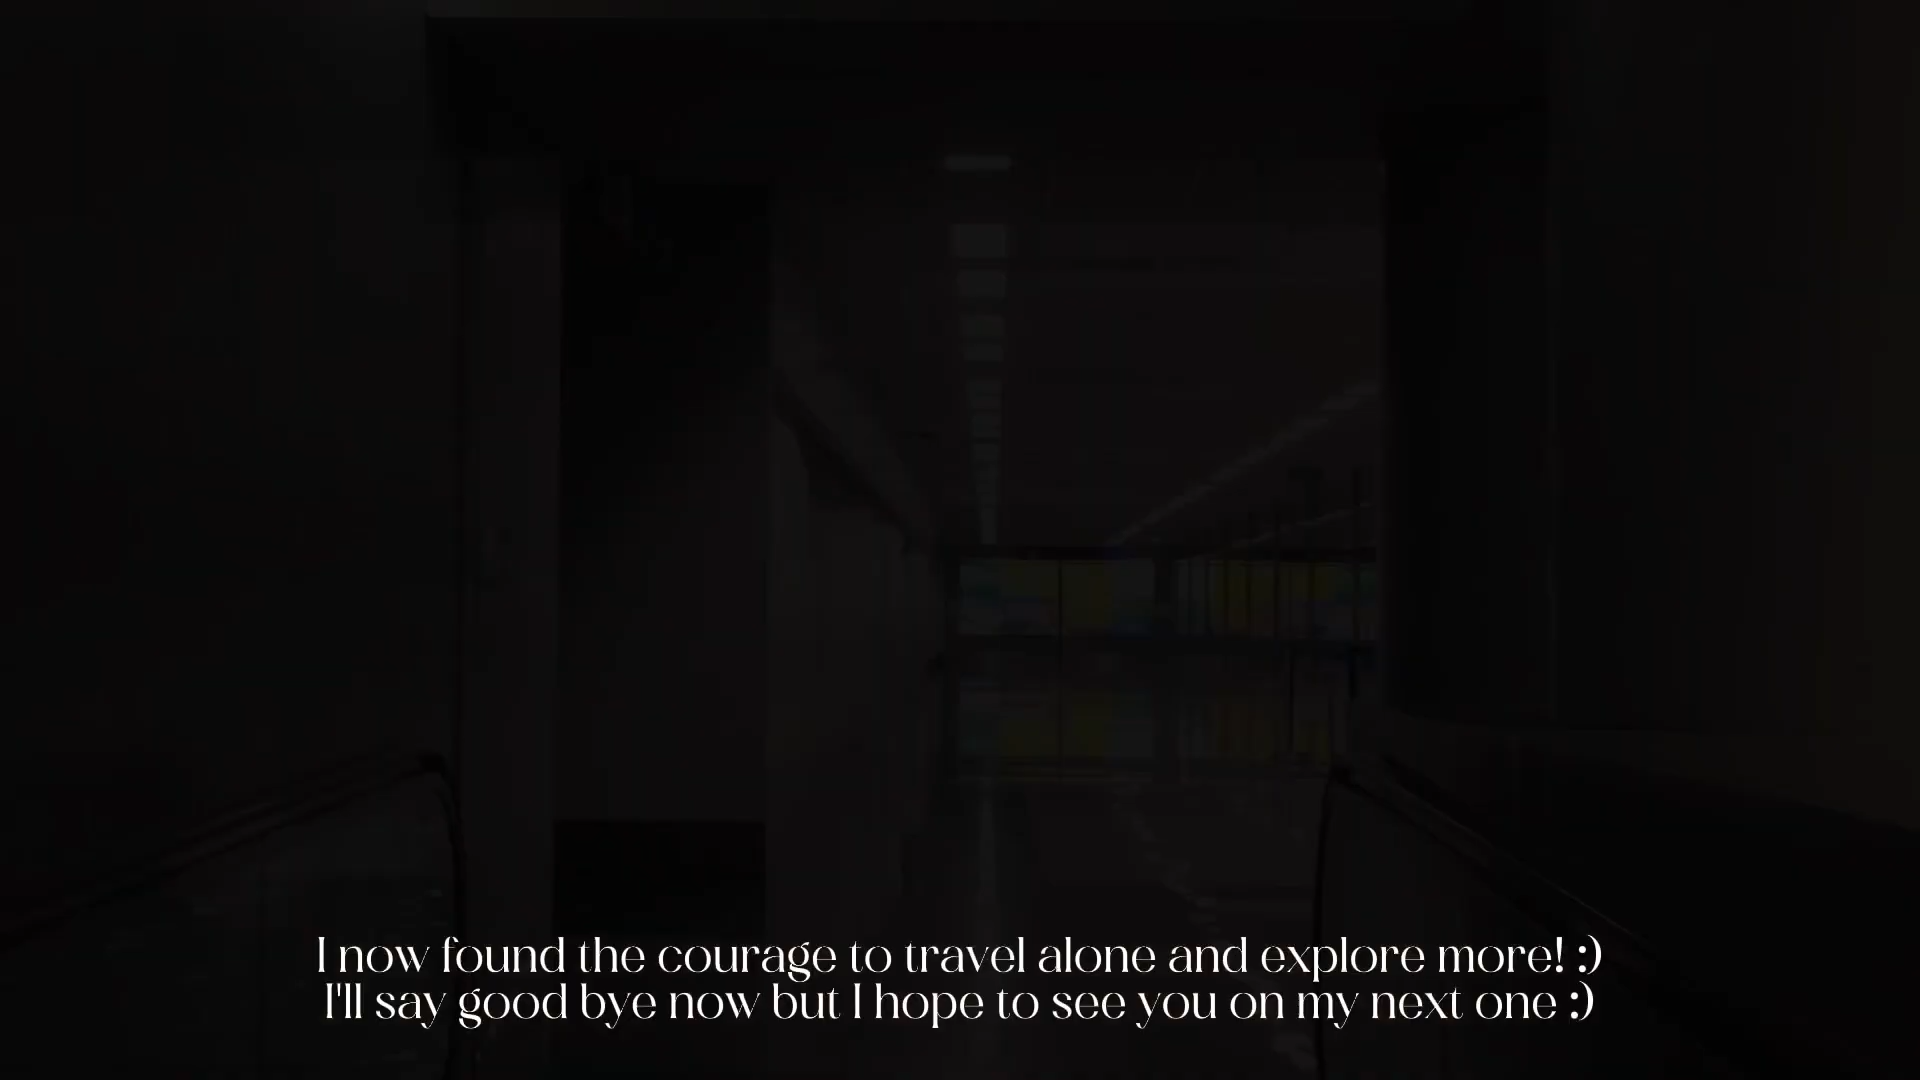 I now found the courage to travel alone and explore more! :)
I'll say good bye now but I hope to see you on my next one :)